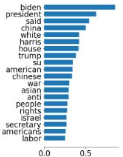 biden
president
said
china
white
harris
house
trump
su
american
chinese
war
asian
anti
people
rights
israel
secretary
americans
labor
0.0 0.5